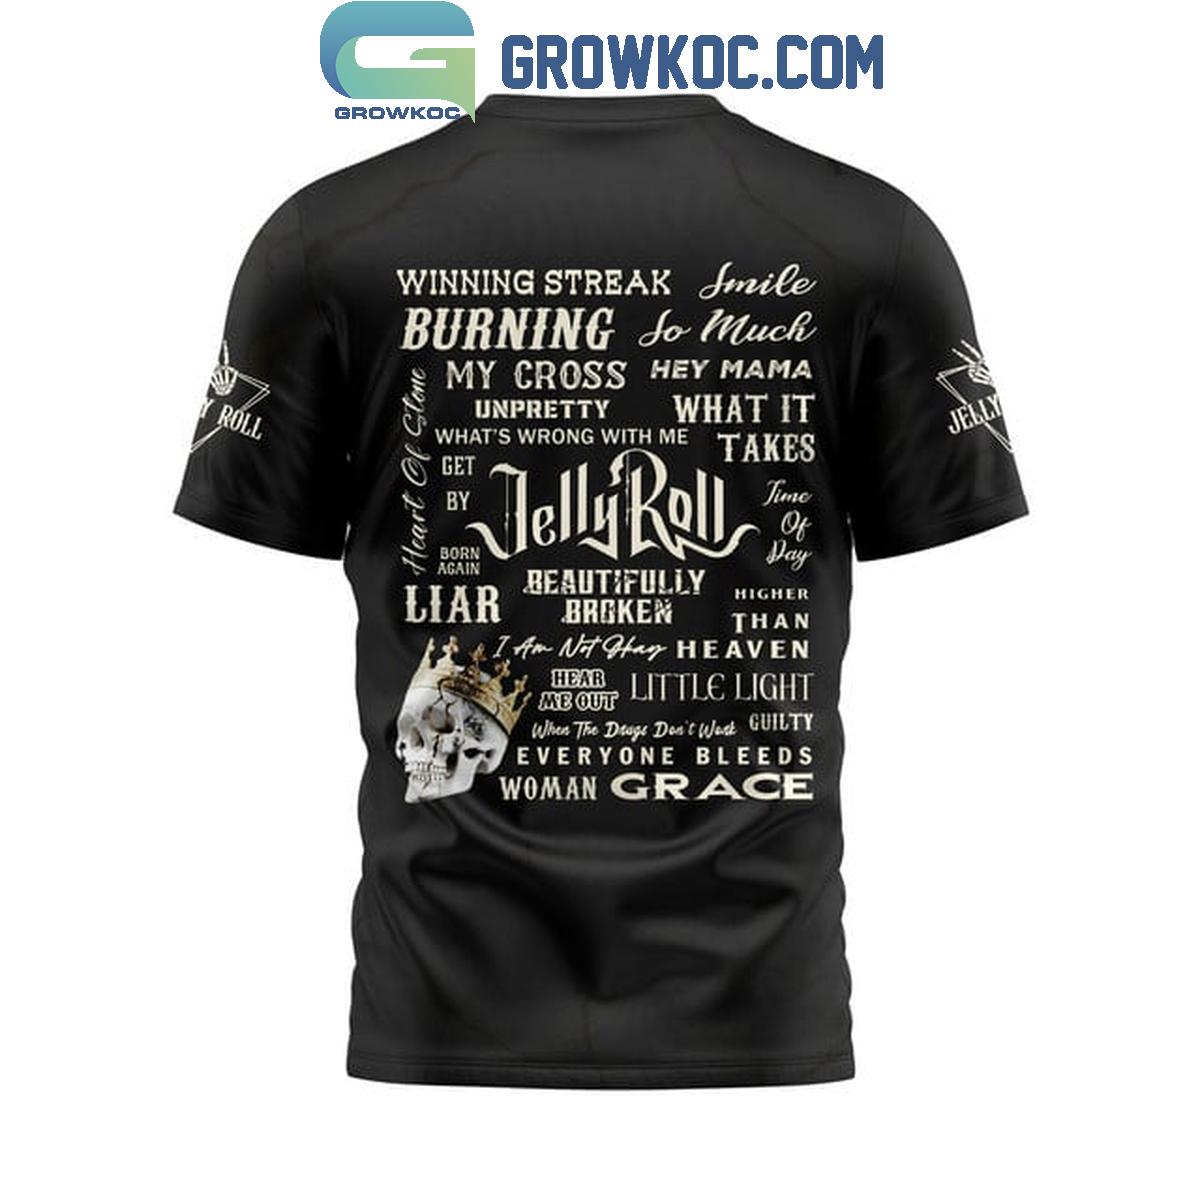 GROWKOC
GROWKOC.COM
WINNING STREAK
Smile
BURNING
So Much
MY CROSS
HEY MAMA
Heart Of Stone
UNPRETTY
WHAT IT
TAKES
WHAT'S WRONG WITH ME
GET
BY
Jelly Roll
Time
Of
Day
BORN
AGAIN
BEAUTIFULLY
BROKEN
LIAR
HIGHER
THAN
HEAVEN
I Am Not Okay
HEAR
ME OUT
LITTLE LIGHT
When The Drugs Don't Work
GUILTY
EVERYONE BLEEDS
WOMAN
GRACE
Y ROLL
JELLY